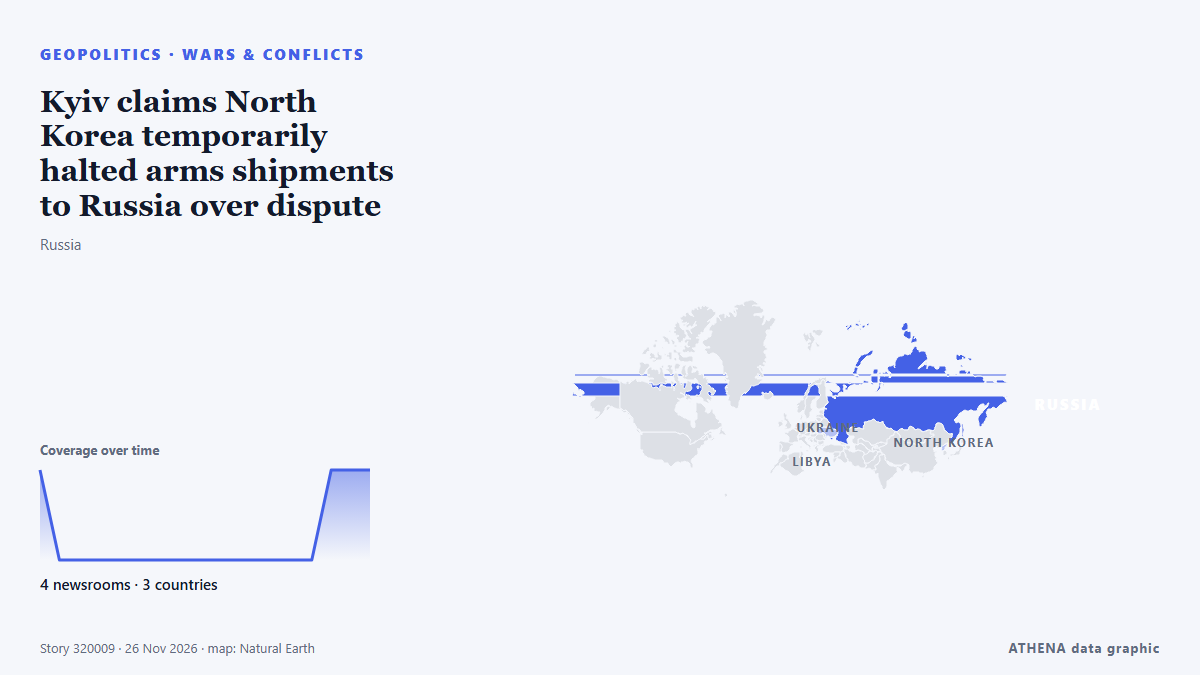 GEOPOLITICS · WARS & CONFLICTS
Kyiv claims North
Korea temporarily
halted arms shipments
to Russia over dispute
Russia
RUSSIA
UKRAINE
NORTH KOREA
LIBYA
Coverage over time
4 newsrooms · 3 countries
Story 320009 · 26 Nov 2026 · map: Natural Earth
ATHENA data graphic